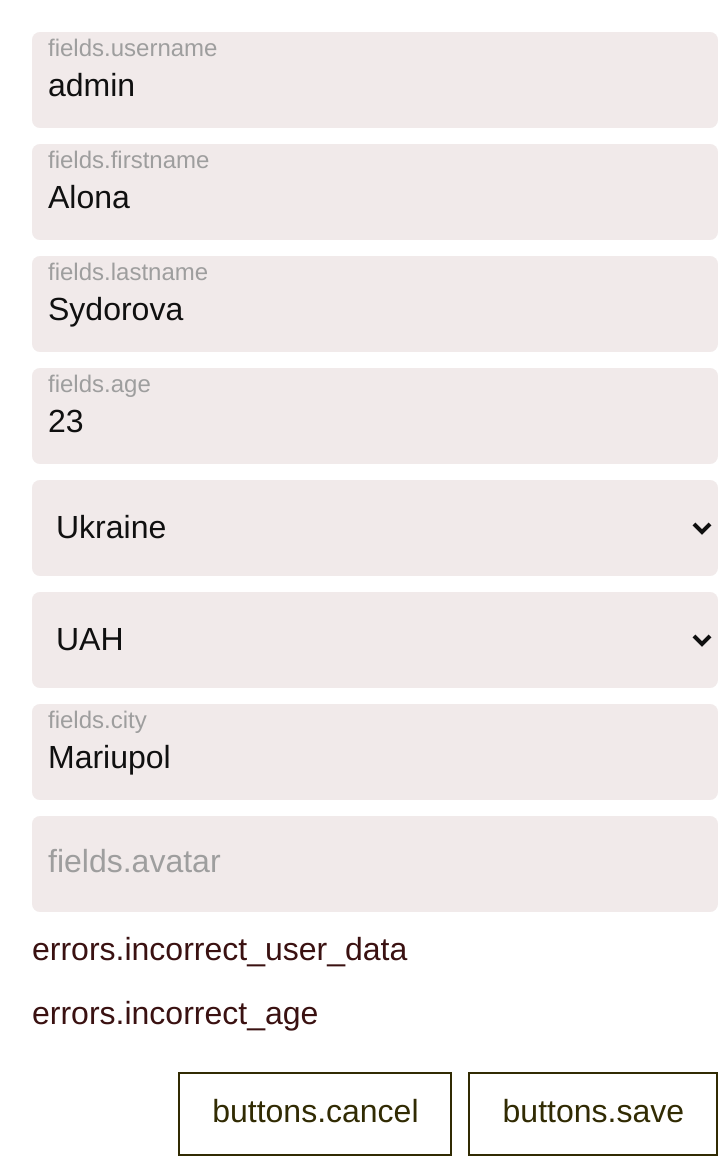 fields.username
admin
fields.firstname
Alona
fields.lastname
Sydorova
fields.age
23
Ukraine
UAH
fields.city
Mariupol
fields.avatar
errors.incorrect_user_data
errors.incorrect_age
buttons.cancel buttons.save